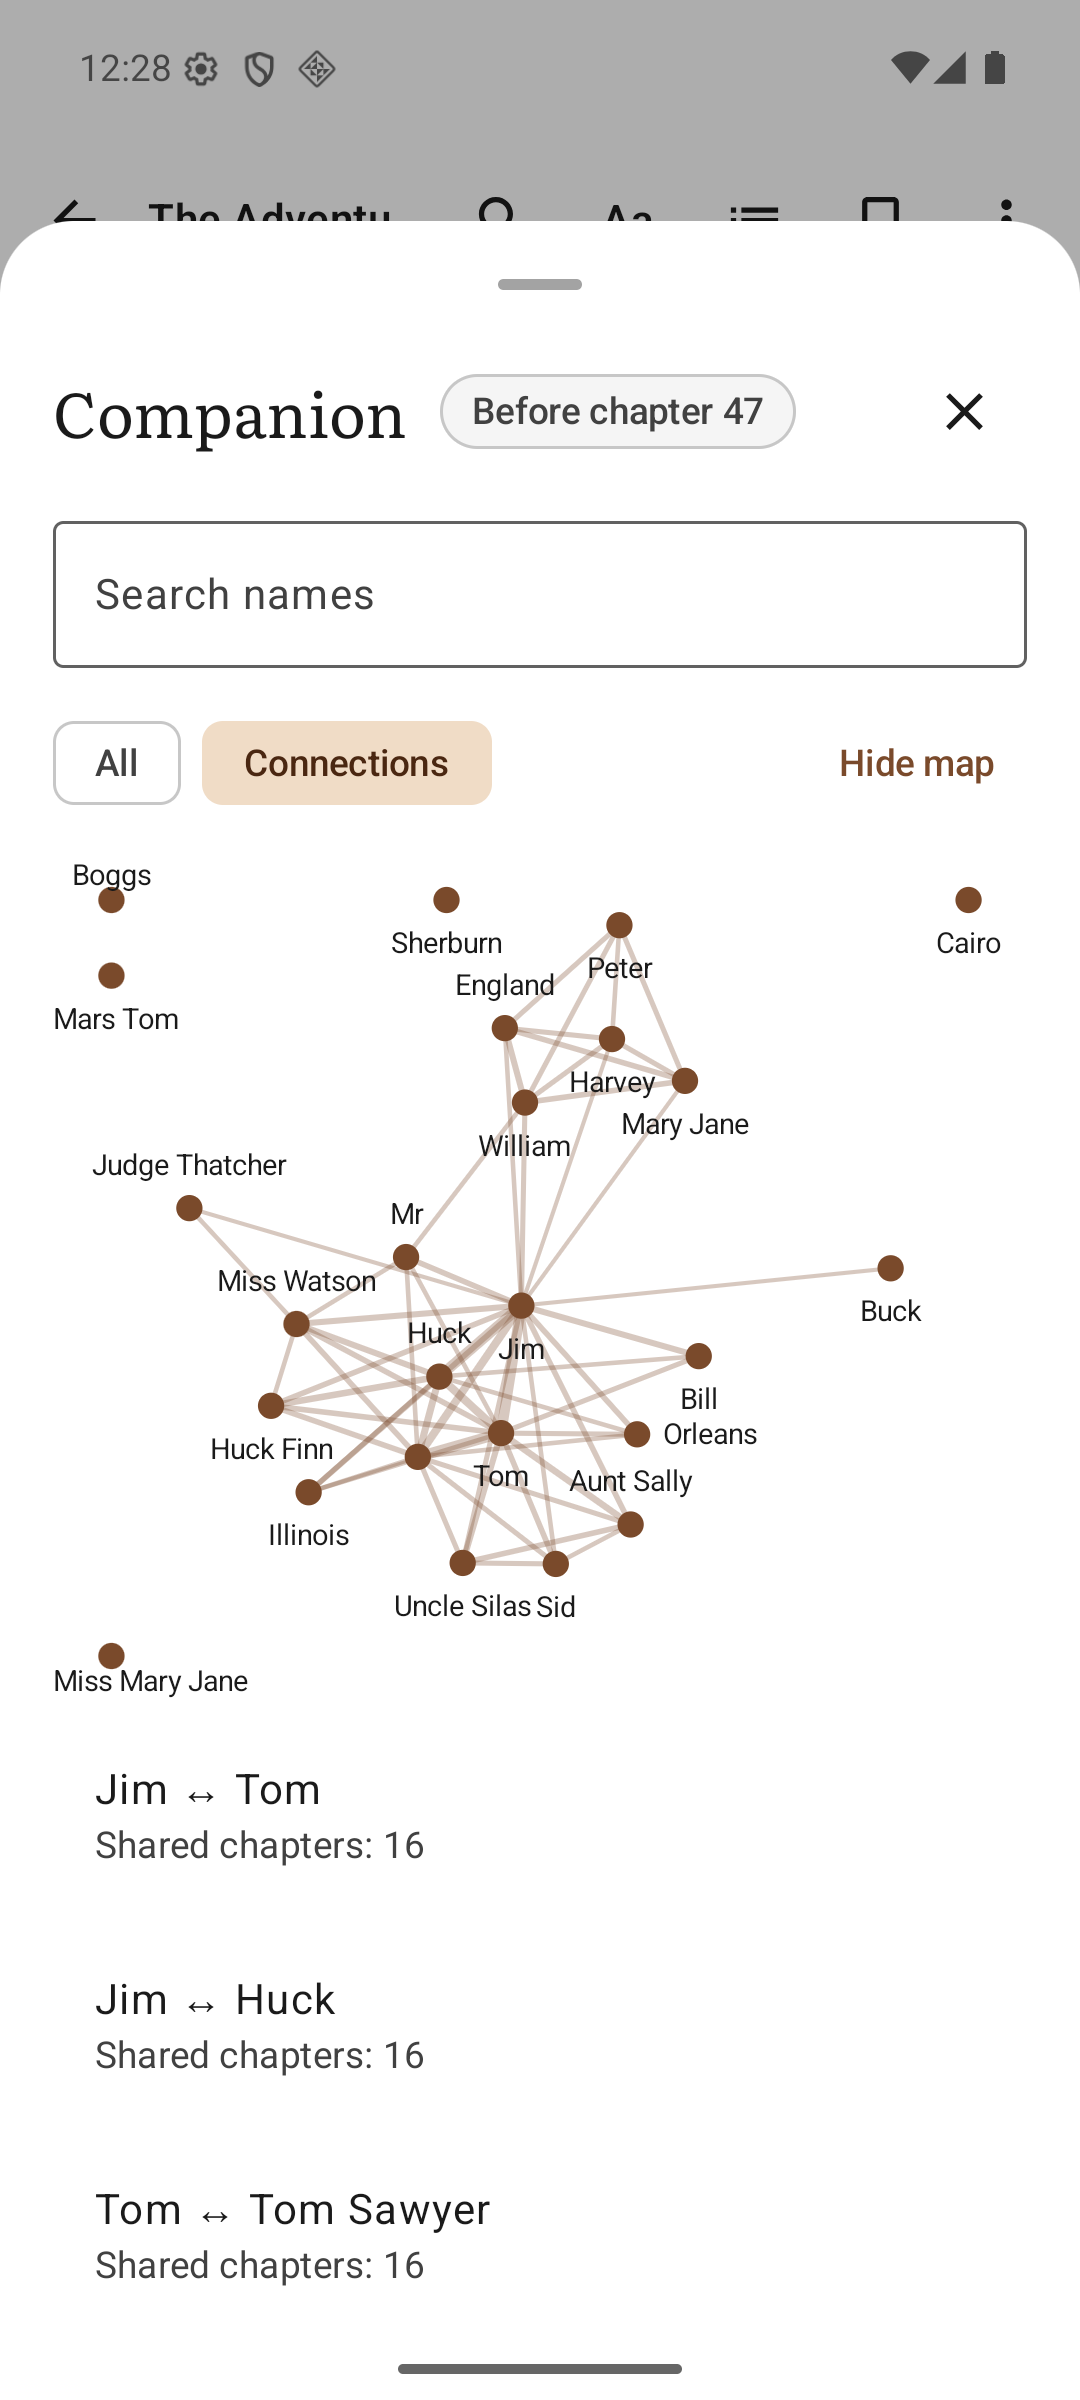 12:28
The Adventu
Aa
Companion
Before chapter 47
Search names
All
Connections
Hide map
Boggs
Sherburn
Peter
Cairo
England
Mars Tom
Harvey
Mary Jane
William
Judge Thatcher
Mr
Miss Watson
Buck
Huck
Jim
Bill
Orleans
Huck Finn
Tom
Aunt Sally
Illinois
Uncle Silas
Sid
Miss Mary Jane
Jim ↔ Tom
Shared chapters: 16
Jim ↔ Huck
Shared chapters: 16
Tom ↔ Tom Sawyer
Shared chapters: 16